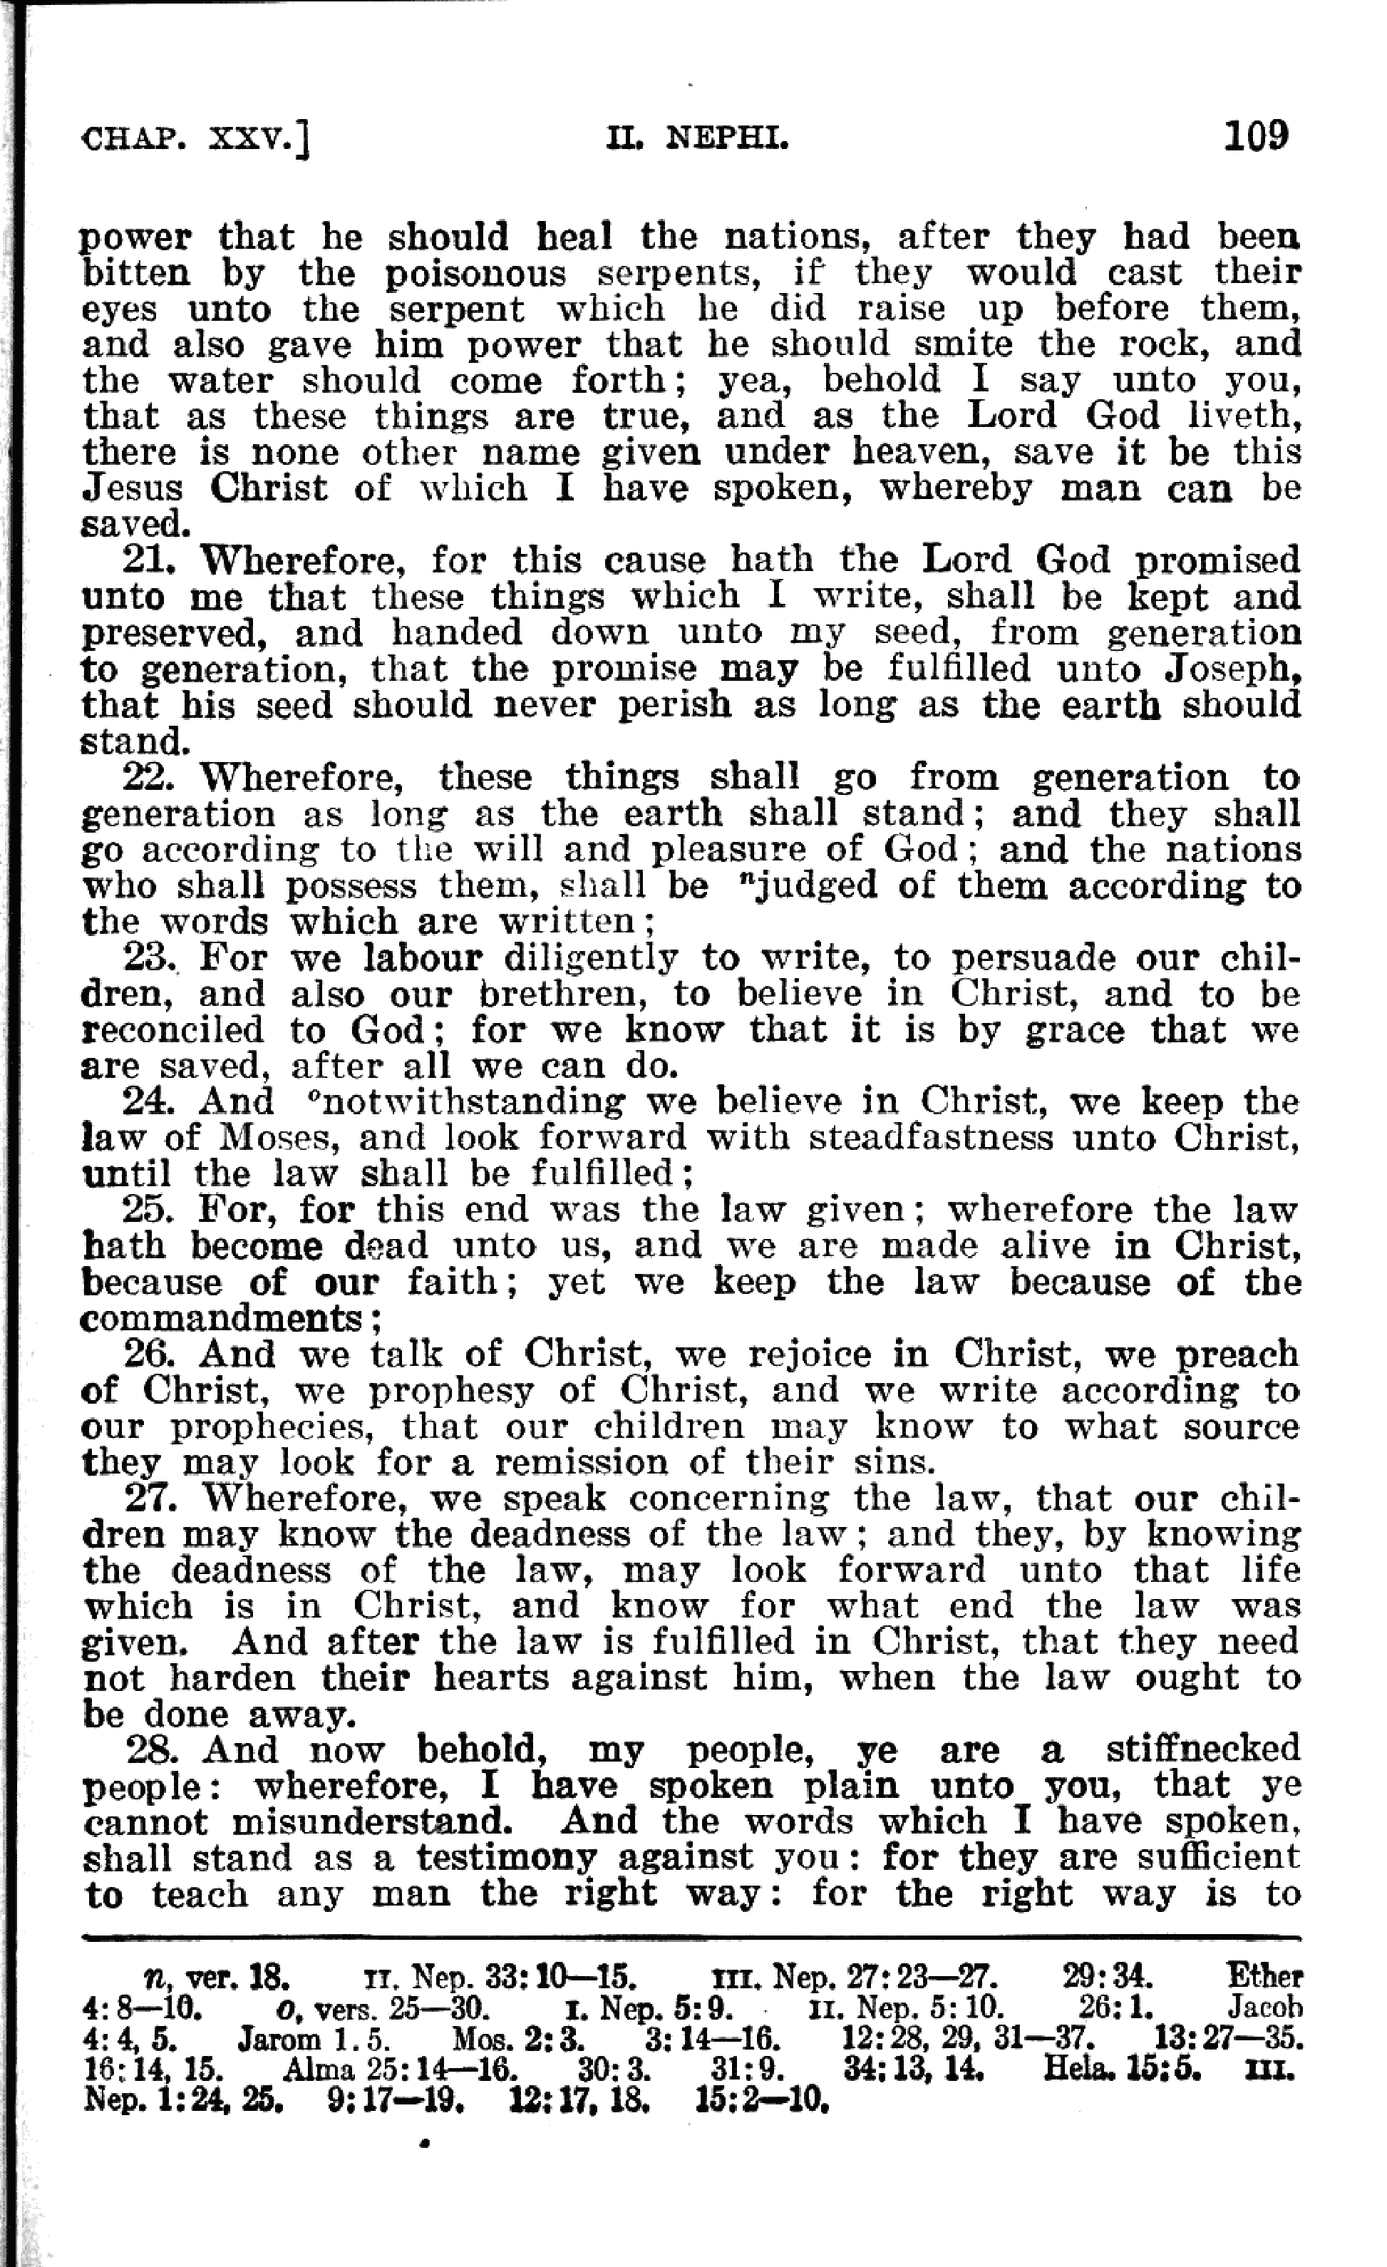 CHAP. XXV.] II. NEPHI. 109
power that he should heal the nations, after they had been
bitten by the poisonous serpents, if they would cast their
eyes unto the serpent which he did raise up before them,
and also gave him power that he should smite the rock, and
the water should come forth; yea, behold I say unto you,
that as these things are true, and as the Lord God liveth,
there is none other name given under heaven, save it be this
Jesus Christ of which I have spoken, whereby man can be
saved.
21. Wherefore, for this cause hath the Lord God promised
unto me that these things which I write, shall be kept and
preserved, and handed down unto my seed, from generation
to generation, that the promise may be fulfilled unto Joseph,
that his seed should never perish as long as the earth should
stand.
22. Wherefore, these things shall go from generation to
generation as long as the earth shall stand; and they shall
go according to the will and pleasure of God; and the nations
who shall possess them, shall be ⁿjudged of them according to
the words which are written;
23. For we labour diligently to write, to persuade our chil-
dren, and also our brethren, to believe in Christ, and to be
reconciled to God; for we know that it is by grace that we
are saved, after all we can do.
24. And ᵒnotwithstanding we believe in Christ, we keep the
law of Moses, and look forward with steadfastness unto Christ,
until the law shall be fulfilled;
25. For, for this end was the law given; wherefore the law
hath become dead unto us, and we are made alive in Christ,
because of our faith; yet we keep the law because of the
commandments;
26. And we talk of Christ, we rejoice in Christ, we preach
of Christ, we prophesy of Christ, and we write according to
our prophecies, that our children may know to what source
they may look for a remission of their sins.
27. Wherefore, we speak concerning the law, that our chil-
dren may know the deadness of the law; and they, by knowing
the deadness of the law, may look forward unto that life
which is in Christ, and know for what end the law was
given. And after the law is fulfilled in Christ, that they need
not harden their hearts against him, when the law ought to
be done away.
28. And now behold, my people, ye are a stiffnecked
people: wherefore, I have spoken plain unto you, that ye
cannot misunderstand. And the words which I have spoken,
shall stand as a testimony against you: for they are sufficient
to teach any man the right way: for the right way is to
n, ver. 18. II. Nep. 33:10—15. III. Nep. 27:23—27. 29:34. Ether
4:8—10. o, vers. 25—30. I. Nep. 5:9. II. Nep. 5:10. 26:1. Jacob
4:4, 5. Jarom 1.5. Mos. 2:3. 3:14—16. 12:28, 29, 31—37. 13:27—35.
16:14, 15. Alma 25:14—16. 30:3. 31:9. 34:13, 14. Hela. 15:5. III.
Nep. 1:24, 25. 9:17—19. 12:17, 18. 15:2—10.